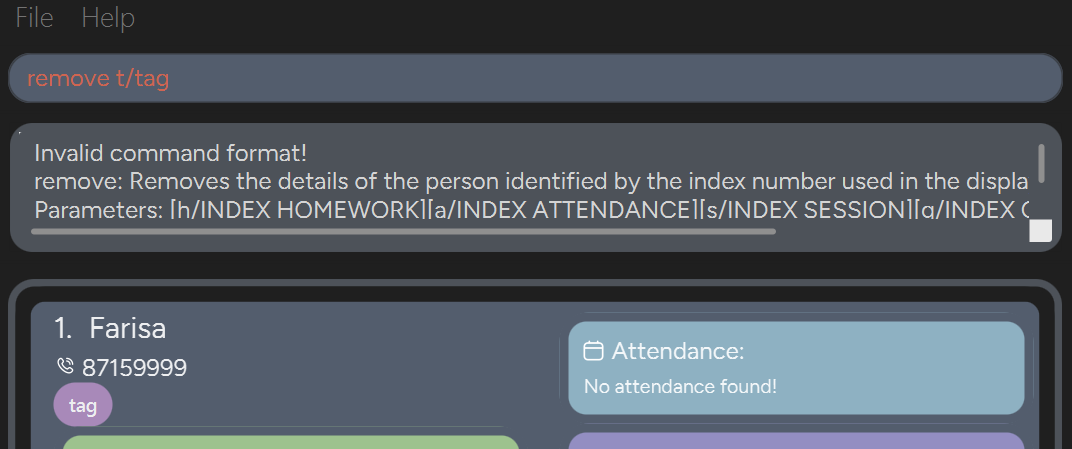 File Help
remove t/tag
Invalid command format!
remove: Removes the details of the person identified by the index number used in the displa
Parameters: [h/INDEX HOMEWORK][a/INDEX ATTENDANCE][s/INDEX SESSION][g/INDEX
1. Farisa
87159999
tag
Attendance:
No attendance found!